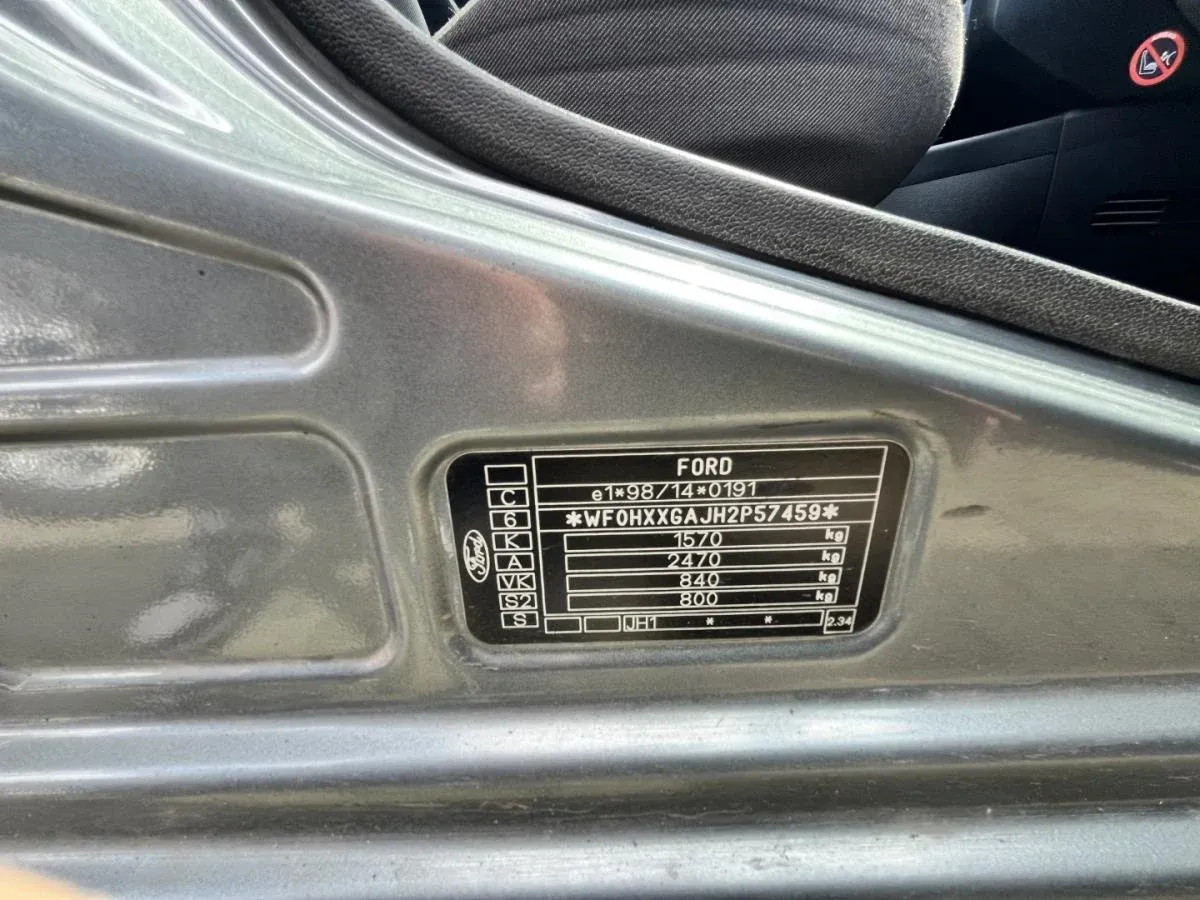 FORD
C e1*98/14*0191
6 *WF0HXXGAJH2P57459*
K 1570 kg
A 2470 kg
VK 840 kg
S2 800 kg
S JH1 * * 2.34
Ford